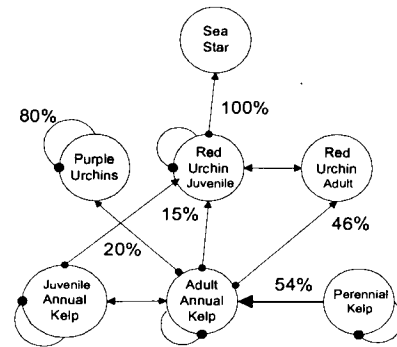 Sea
Star
100%
80%
Purple
Urchins
Red
Urchin
Juvenile
Red
Urchin
Adult
15%
20%
46%
Juvenile
Annual
Kelp
Adult
Annual
Kelp
54%
Perennial
Kelp